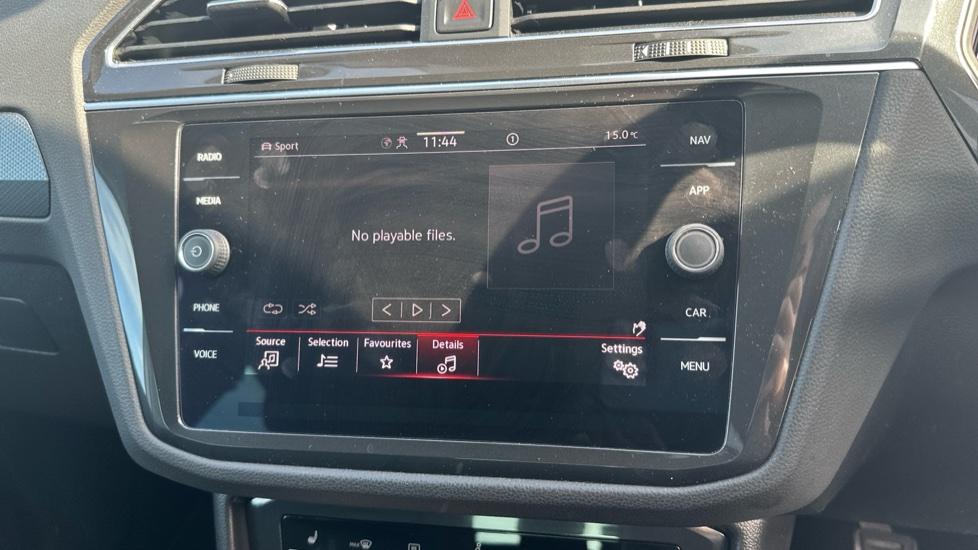 Sport 11:44 1 15.0°C
RADIO
NAV
MEDIA
APP
No playable files.
PHONE
CAR
Source Selection Favourites Details Settings
VOICE
MENU